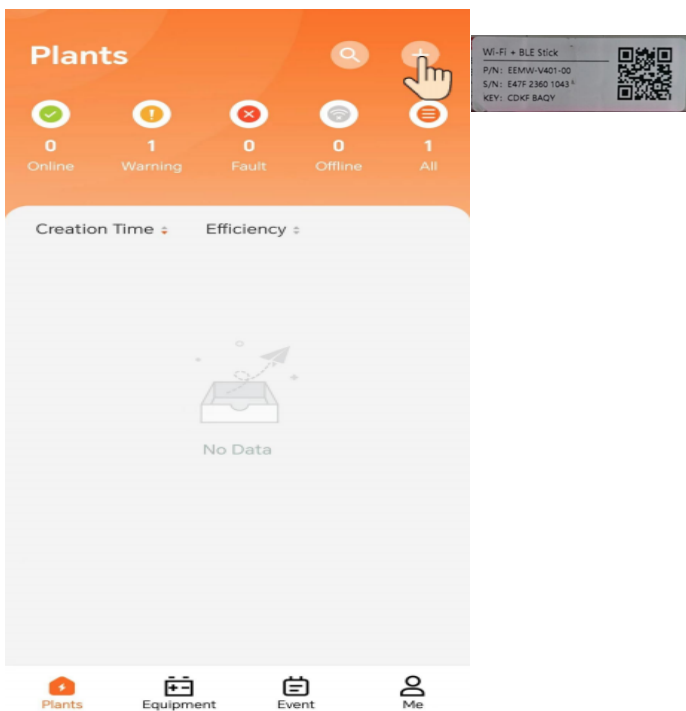 Plants
0 1 0 0 1
Online Warning Fault Offline All
Creation Time Efficiency
No Data
Plants Equipment Event Me
Wi-Fi + BLE Stick
P/N: EEMW-V401-00
S/N: E47F 2360 1043 A
KEY: CDKF BAQY